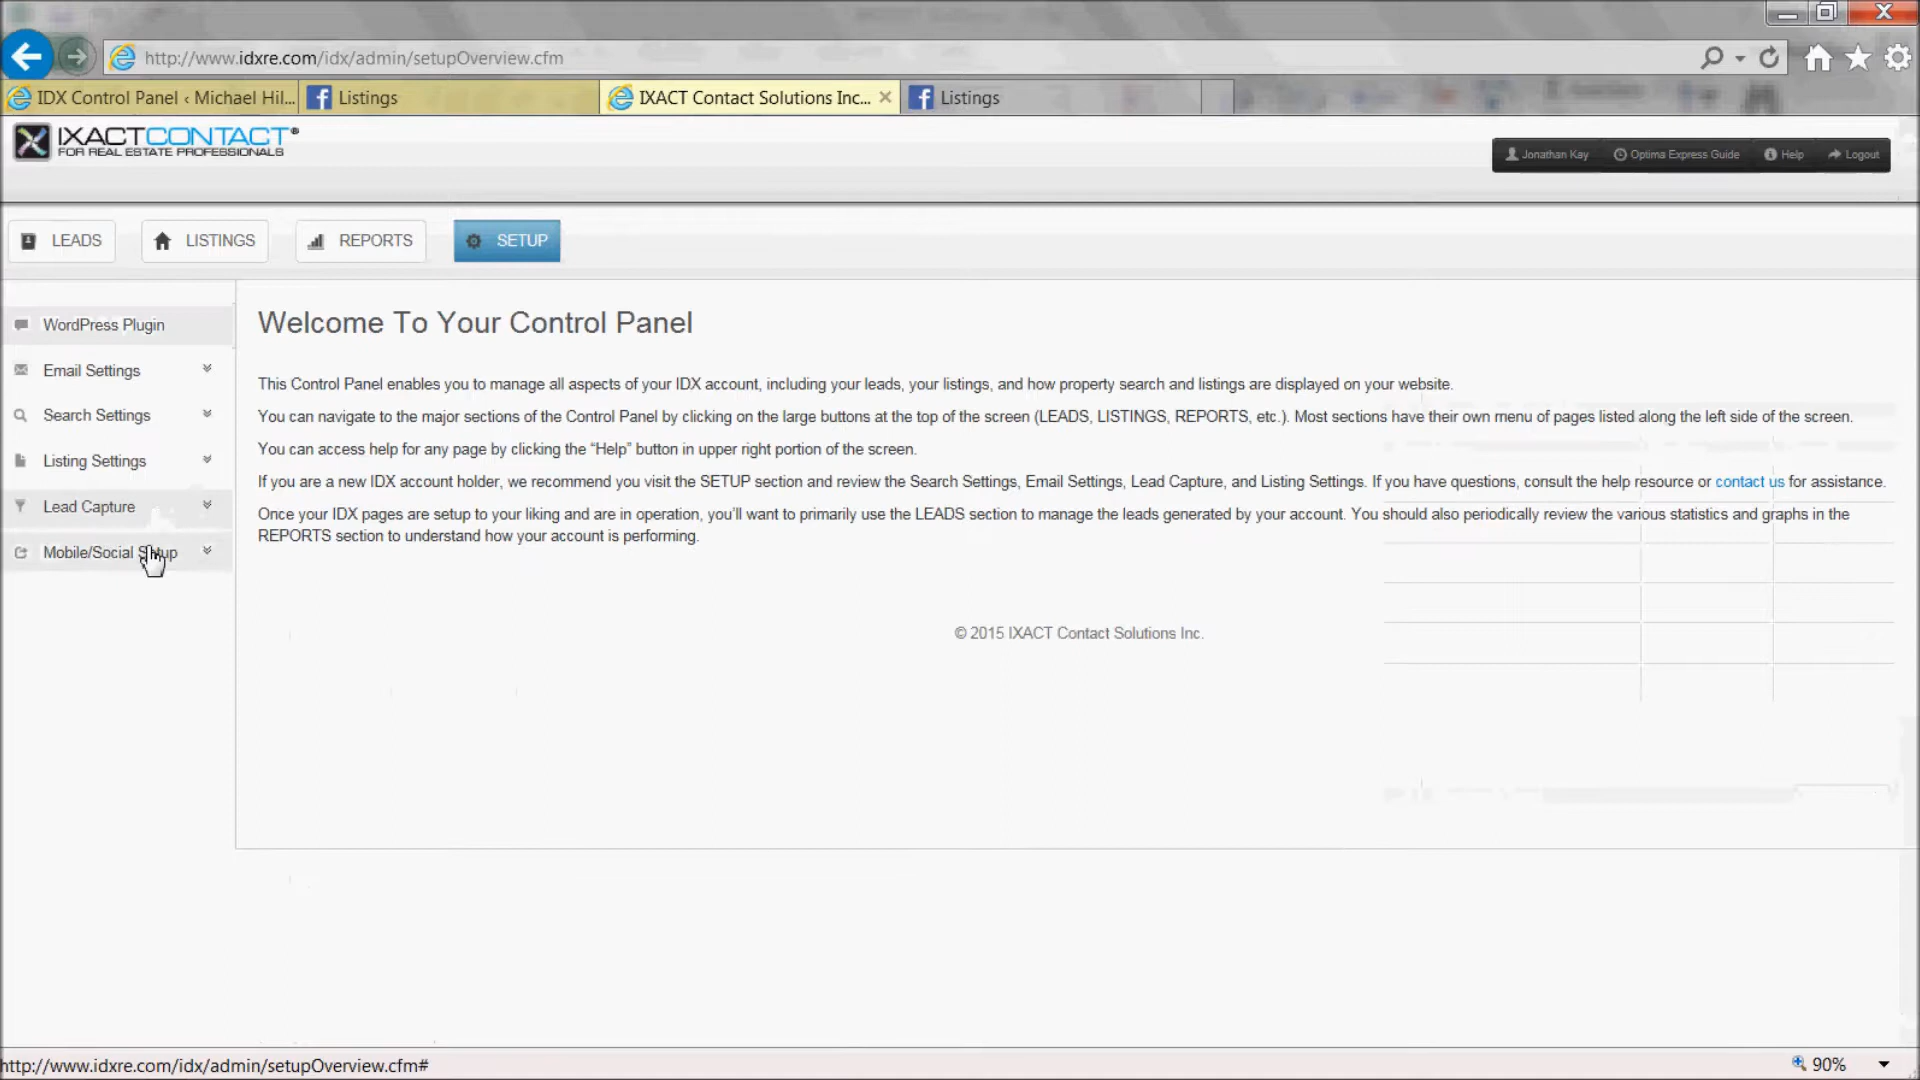 http://www.idxre.com/idx/admin/setupOverview.cfm
IDX Control Panel ‹ Michael Hil...
Listings
IXACT Contact Solutions Inc...
Listings
IXACTCONTACT®
FOR REAL ESTATE PROFESSIONALS
Jonathan Kay
Optima Express Guide
Help
Logout
LEADS
LISTINGS
REPORTS
SETUP
WordPress Plugin
Email Settings
Search Settings
Listing Settings
Lead Capture
Mobile/Social Setup
Welcome To Your Control Panel
This Control Panel enables you to manage all aspects of your IDX account, including your leads, your listings, and how property search and listings are displayed on your website.
You can navigate to the major sections of the Control Panel by clicking on the large buttons at the top of the screen (LEADS, LISTINGS, REPORTS, etc.). Most sections have their own menu of pages listed along the left side of the screen.
You can access help for any page by clicking the “Help” button in upper right portion of the screen.
If you are a new IDX account holder, we recommend you visit the SETUP section and review the Search Settings, Email Settings, Lead Capture, and Listing Settings. If you have questions, consult the help resource or contact us for assistance.
Once your IDX pages are setup to your liking and are in operation, you'll want to primarily use the LEADS section to manage the leads generated by your account. You should also periodically review the various statistics and graphs in the
REPORTS section to understand how your account is performing.
© 2015 IXACT Contact Solutions Inc.
http://www.idxre.com/idx/admin/setupOverview.cfm#
90%